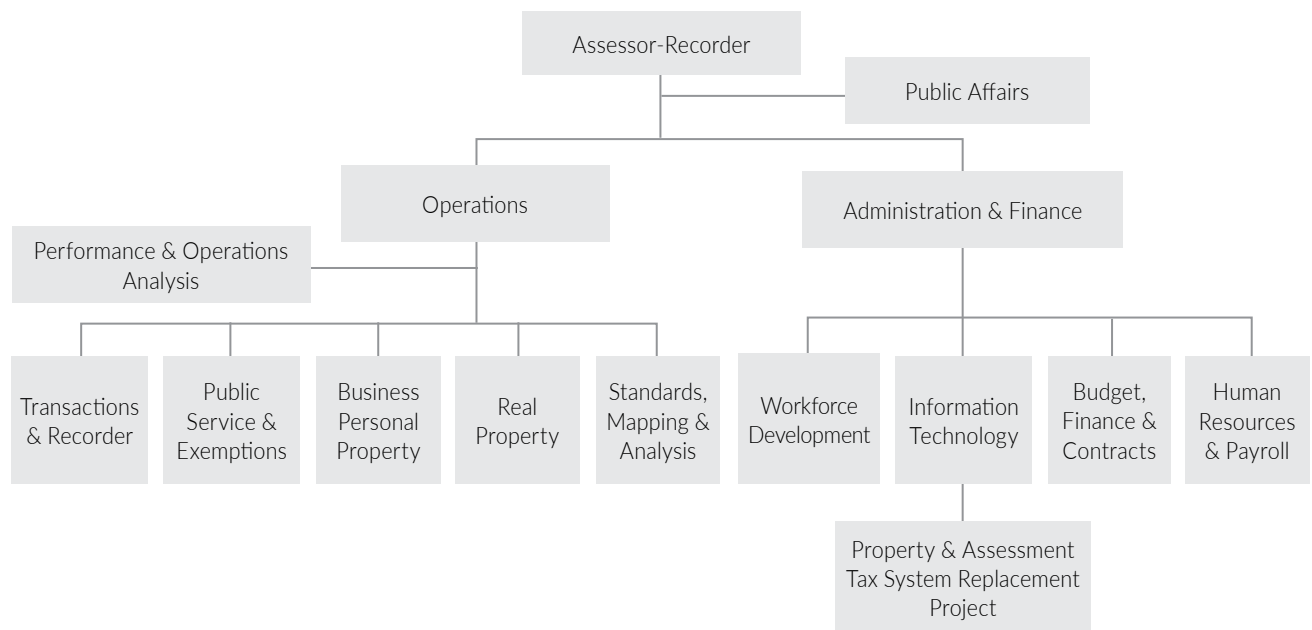 Assessor-Recorder
Public Affairs
Operations
Administration & Finance
Performance & Operations
Analysis
Transactions
& Recorder
Public
Service &
Exemptions
Business
Personal
Property
Real
Property
Standards,
Mapping &
Analysis
Workforce
Development
Information
Technology
Budget,
Finance &
Contracts
Human
Resources
& Payroll
Property & Assessment
Tax System Replacement
Project